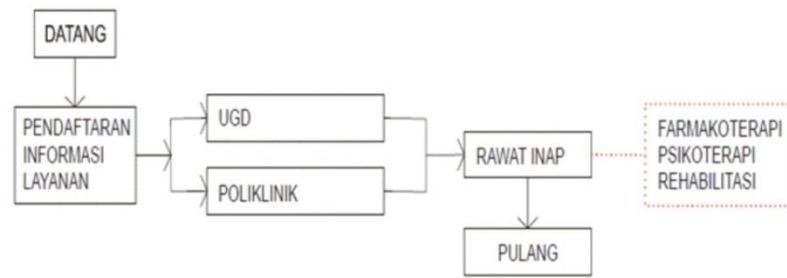 DATANG
PENDAFTARAN
INFORMASI
LAYANAN
UGD
POLIKLINIK
RAWAT INAP
FARMAKOTERAPI
PSIKOTERAPI
REHABILITASI
PULANG